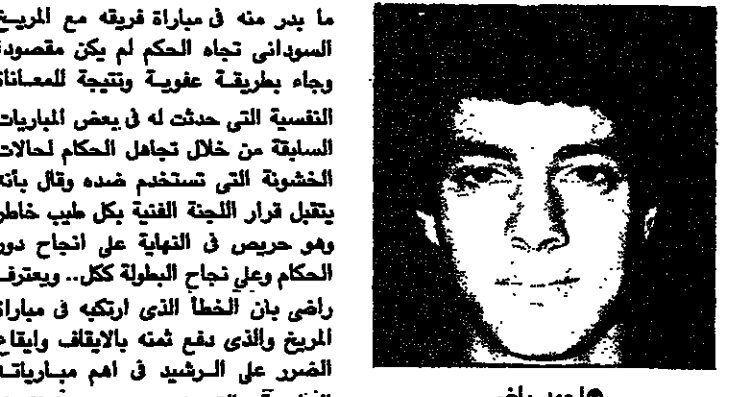 ما بدر منه فى مباراة فريقه مع المريخ
السودانى تجاه الحكم لم يكن مقصودا
وجاء بطريقة عفوية ونتيجة للمعاناة
النفسية التى حدثت له فى بعض المباريات
السابقة من خلال تجاهل الحكام لحالات
الخشونة التى تستخدم ضده وقال بأنه
يتقبل قرار اللجنة الفنية بكل طيب خاطر
وهو حريص فى النهاية على انجاح دور
الحكام وعلى نجاح البطولة ككل.. ويعترف
راضى بان الخطأ الذى ارتكبه فى مباراة
المريخ والذى دفع ثمنه بالايقاف وايقاع
الضرر على الرشيد فى اهم مبارياته